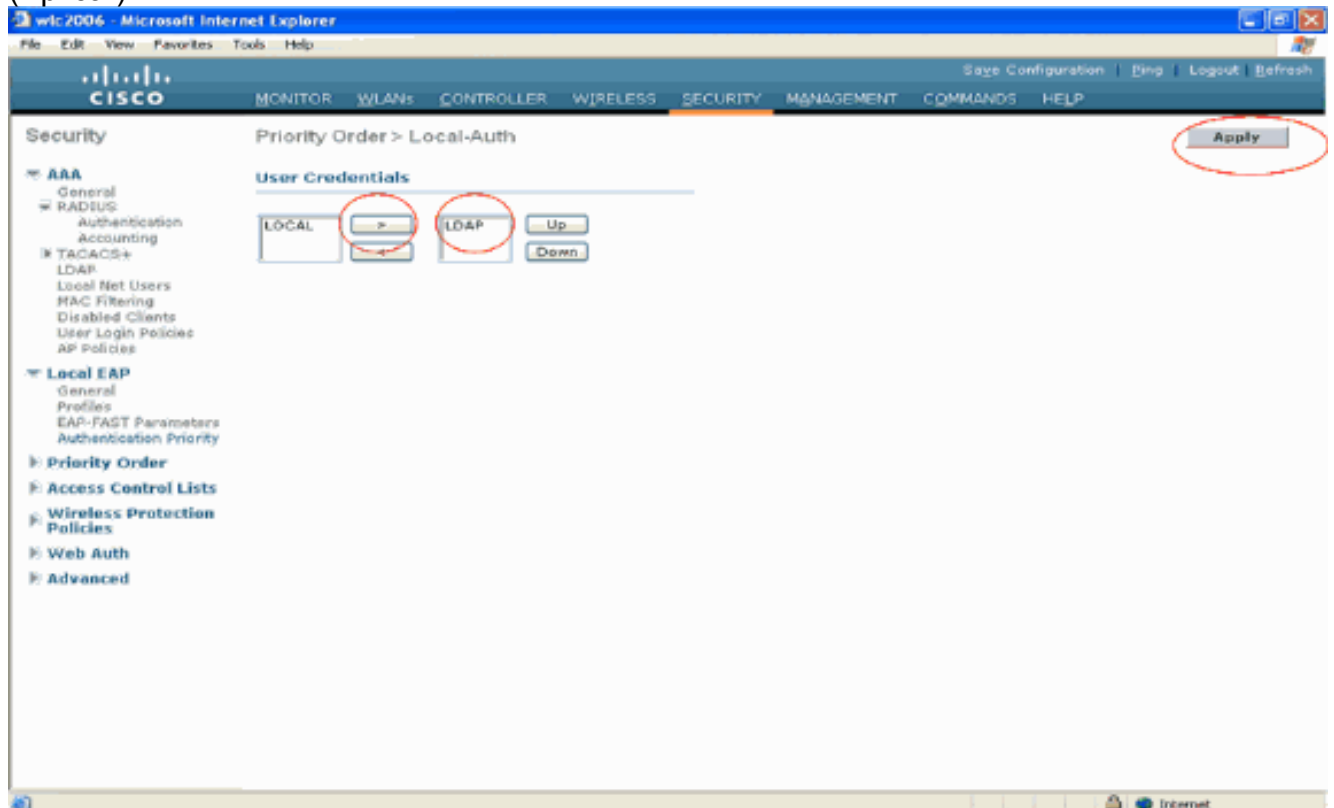 wlc2006 - Microsoft Internet Explorer
File Edit View Favorites Tools Help
Save Configuration | Ping | Logout | Refresh
CISCO
MONITOR WLANs CONTROLLER WIRELESS SECURITY MANAGEMENT COMMANDS HELP
Security
Priority Order > Local-Auth
Apply
AAA
General
RADIUS
Authentication
Accounting
TACACS+
LDAP
Local Net Users
MAC Filtering
Disabled Clients
User Login Policies
AP Policies
Local EAP
General
Profiles
EAP-FAST Parameters
Authentication Priority
Priority Order
Access Control Lists
Wireless Protection
Policies
Web Auth
Advanced
User Credentials
LOCAL > LDAP Up
< Down
Internet